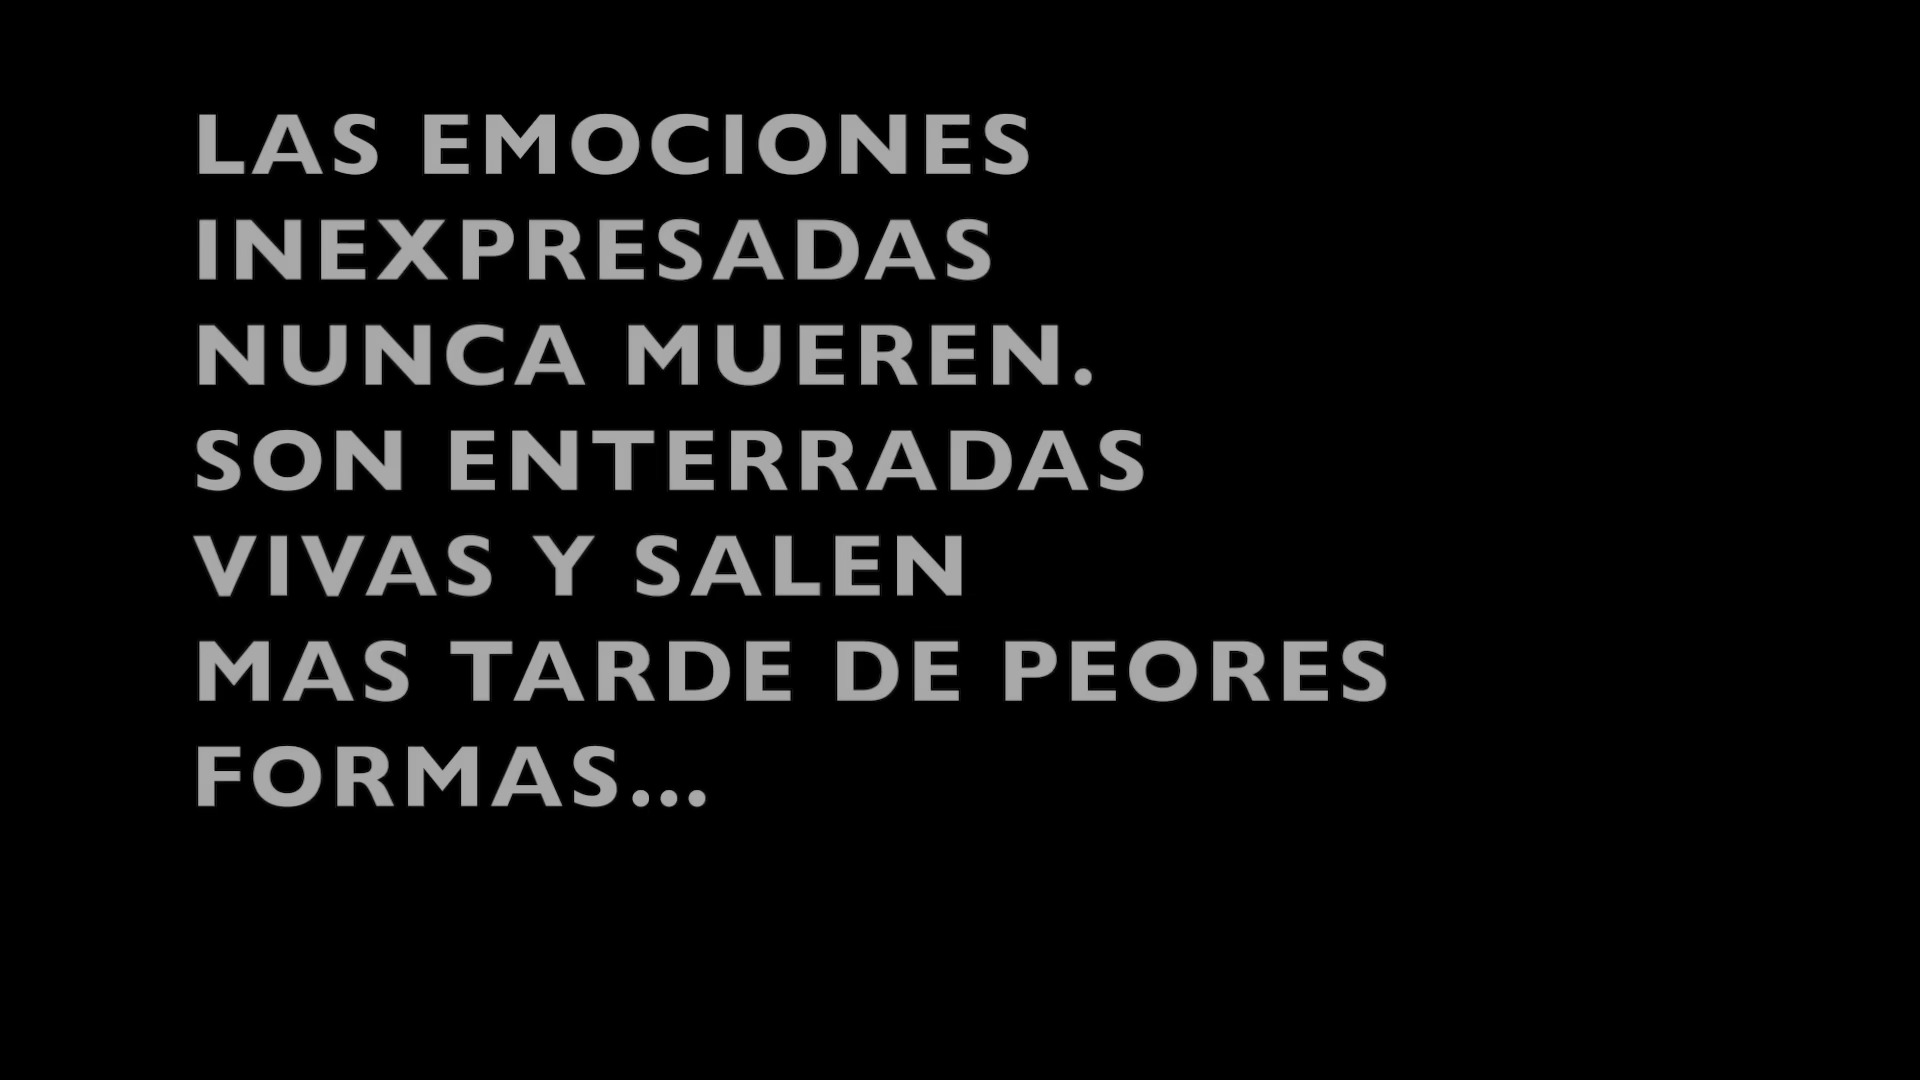 LAS EMOCIONES
INEXPRESADAS
NUNCA MUEREN.
SON ENTERRADAS
VIVAS Y SALEN
MAS TARDE DE PEORES
FORMAS...